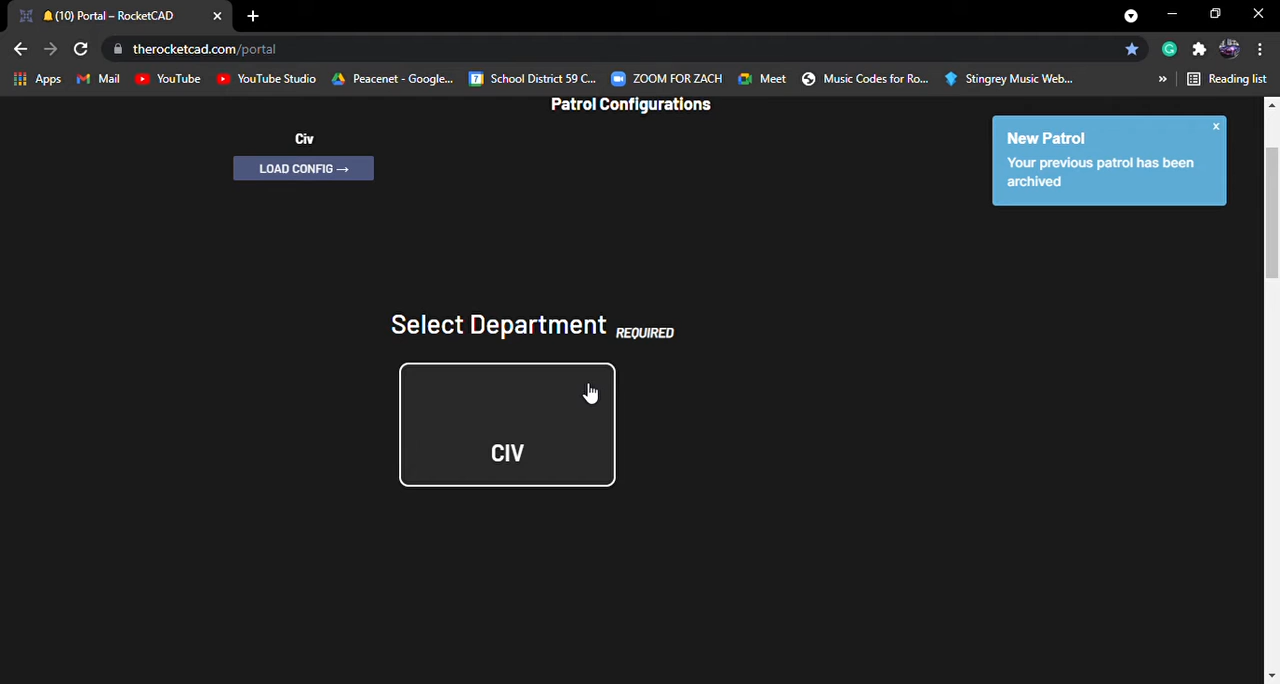 🔔(10) Portal – RocketCAD
therocketcad.com/portal
Apps
Mail
YouTube
YouTube Studio
Peacenet - Google...
School District 59 C...
ZOOM FOR ZACH
Meet
Music Codes for Ro...
Stingrey Music Web...
»
Reading list
Patrol Configurations
Civ
LOAD CONFIG →
New Patrol
x
Your previous patrol has been
archived
Select Department REQUIRED
CIV